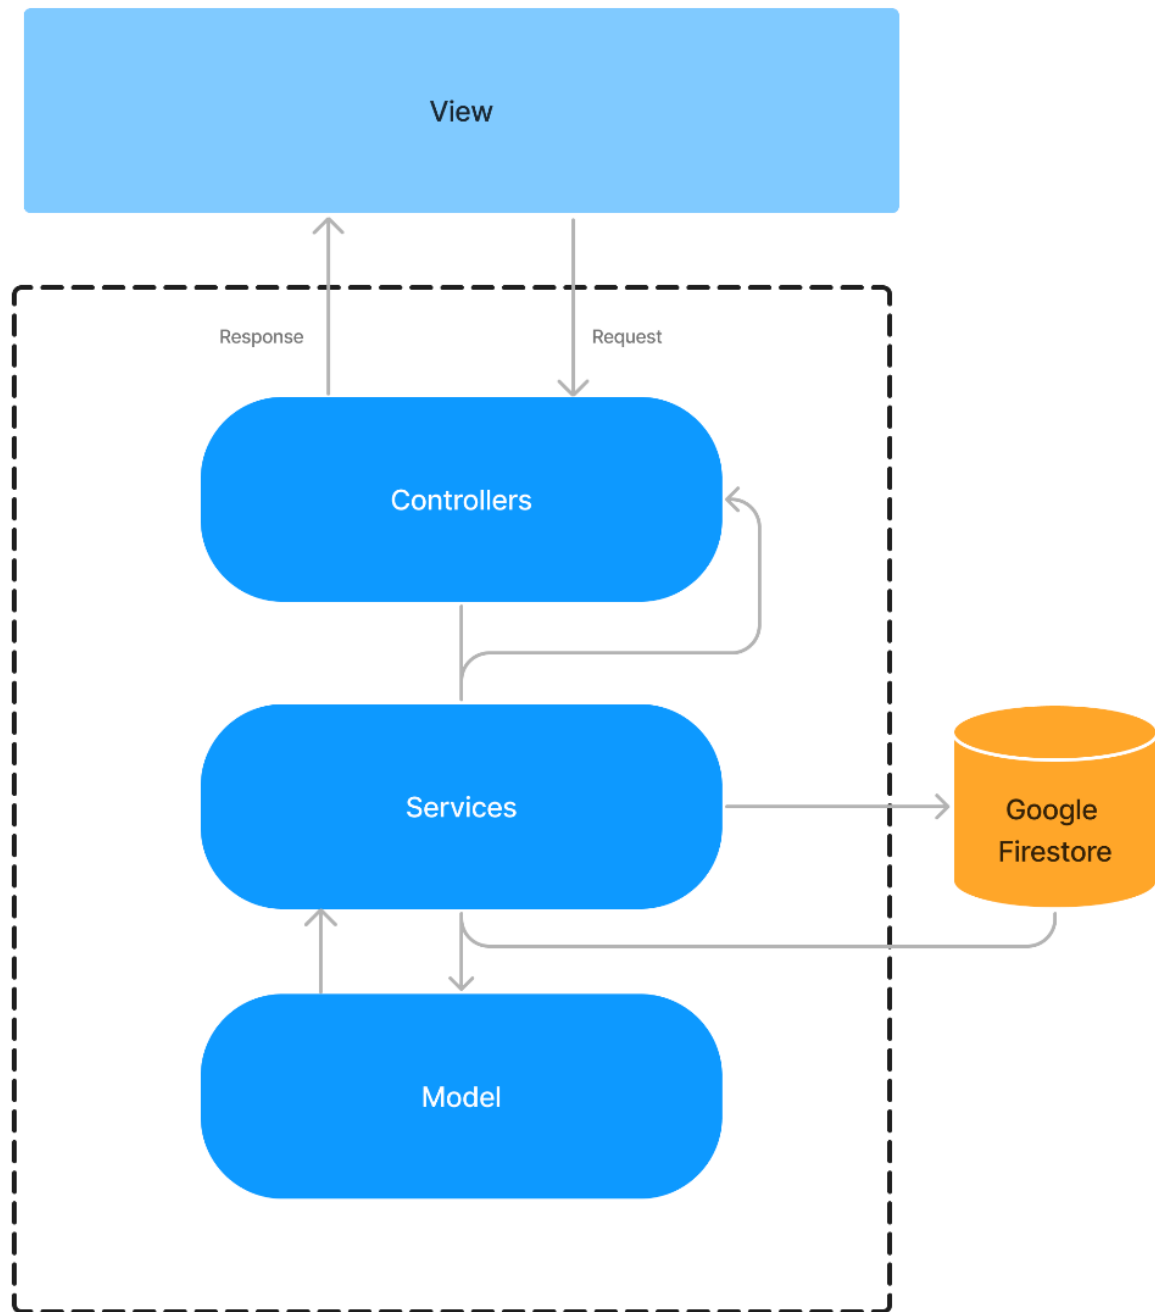 View
Response
Request
Controllers
Services
Google
Firestore
Model